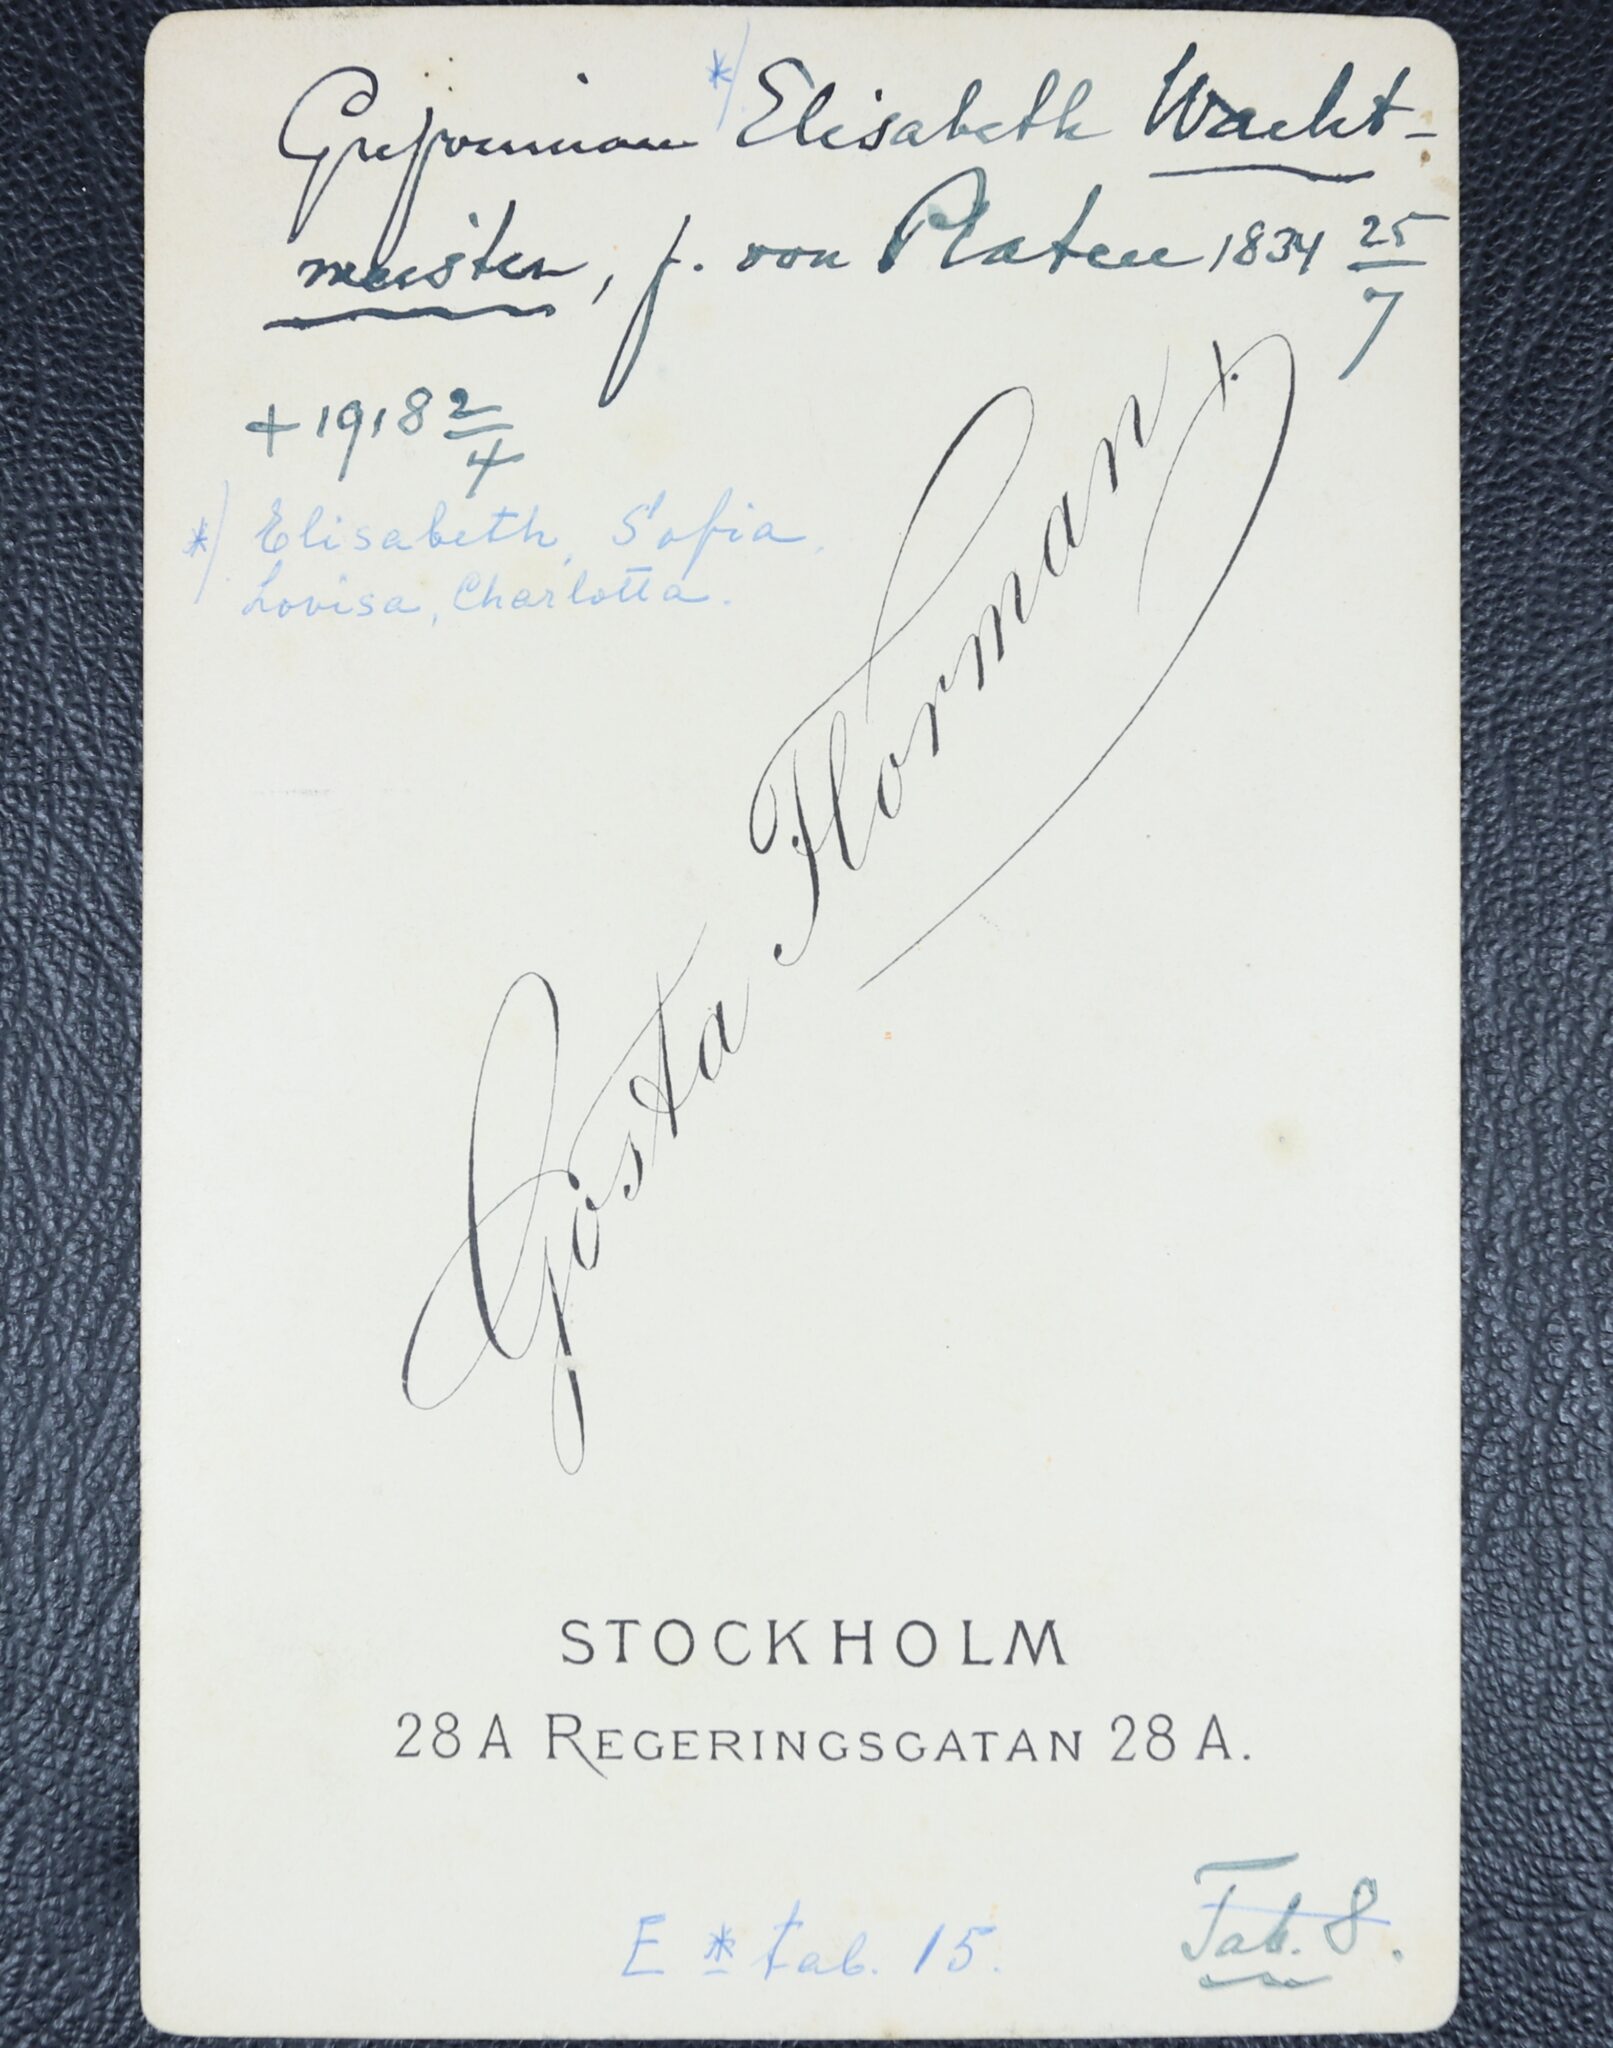 Grefvinnan *) Elisabeth Wacht-
meister, f. von Platen 1834 25/7
+ 1918 2/4
*) Elisabeth, Sofia,
Lovisa, Charlotta.
Gösta Florman
STOCKHOLM
28 A REGERINGSGATAN 28 A.
E * tab. 15.
Tab. 8.